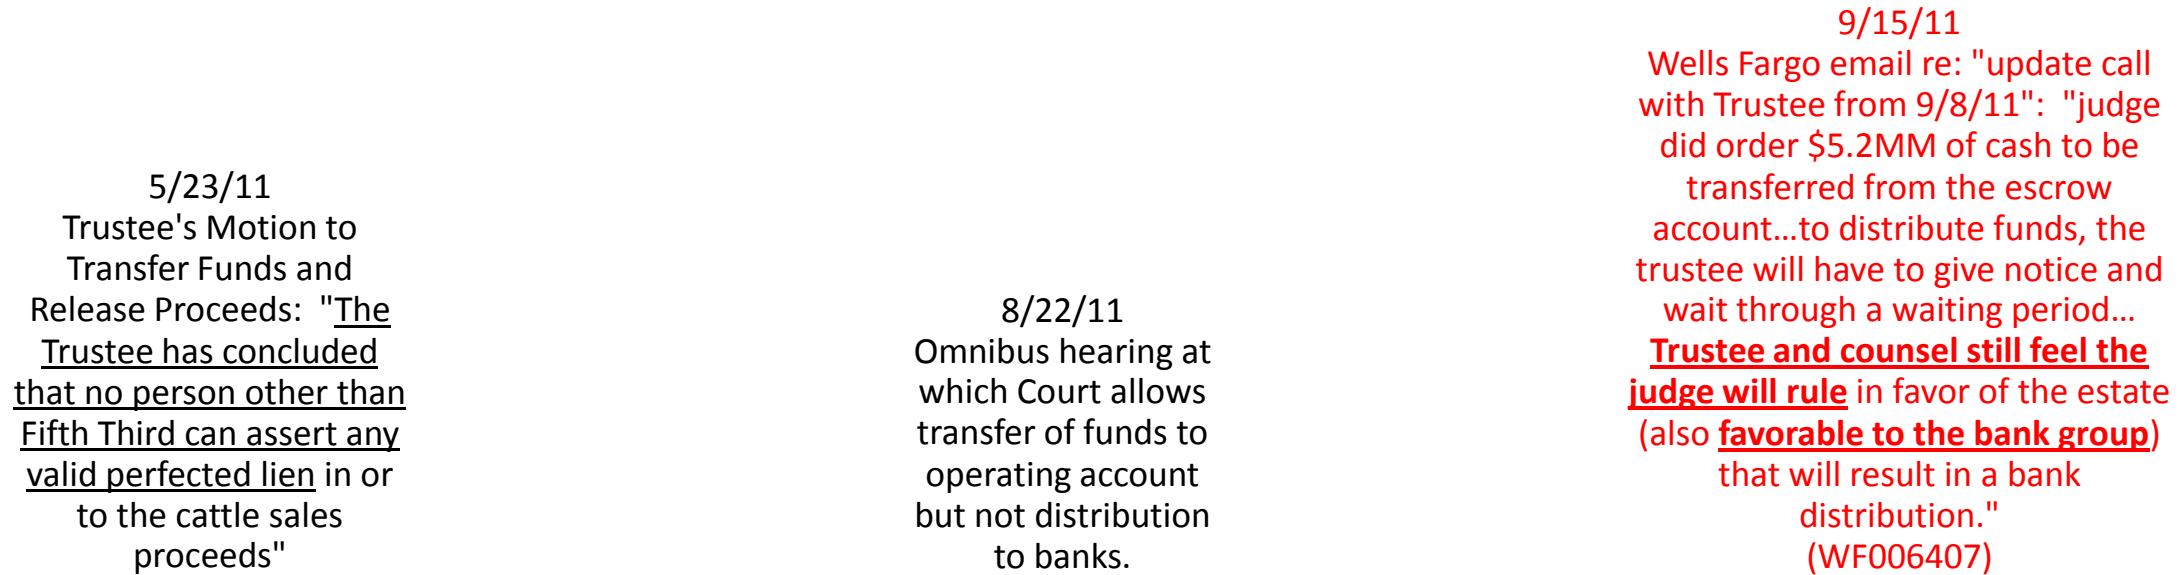 5/23/11
Trustee's Motion to
Transfer Funds and
Release Proceeds:  "The
Trustee has concluded
that no person other than
Fifth Third can assert any
valid perfected lien in or
to the cattle sales
proceeds"
8/22/11
Omnibus hearing at
which Court allows
transfer of funds to
operating account
but not distribution
to banks.
9/15/11
Wells Fargo email re: "update call
with Trustee from 9/8/11":  "judge
did order $5.2MM of cash to be
transferred from the escrow
account…to distribute funds, the
trustee will have to give notice and
wait through a waiting period…
Trustee and counsel still feel the
judge will rule in favor of the estate
(also favorable to the bank group)
that will result in a bank
distribution."
(WF006407)